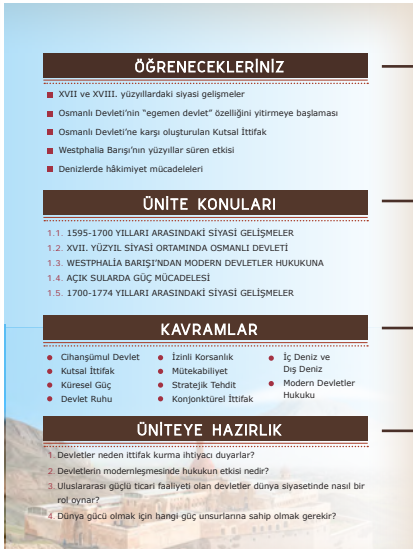 ÖĞRENECEKLERİNİZ
XVII ve XVIII. yüzyıllardaki siyasi gelişmeler
Osmanlı Devleti'nin “egemen devlet” özelliğini yitirmeye başlaması
Osmanlı Devleti'ne karşı oluşturulan Kutsal İttifak
Westphalia Barışı'nın yüzyıllar süren etkisi
Denizlerde hâkimiyet mücadeleleri
ÜNİTE KONULARI
1.1. 1595-1700 YILLARI ARASINDAKİ SİYASİ GELİŞMELER
1.2. XVII. YÜZYIL SİYASİ ORTAMINDA OSMANLI DEVLETİ
1.3. WESTPHALİA BARIŞI'NDAN MODERN DEVLETLER HUKUKUNA
1.4. AÇIK SULARDA GÜÇ MÜCADELESİ
1.5. 1700-1774 YILLARI ARASINDAKİ SİYASİ GELİŞMELER
KAVRAMLAR
Cihanşümul Devlet
Kutsal İttifak
Küresel Güç
Devlet Ruhu
İzinli Korsanlık
Mütekabiliyet
Stratejik Tehdit
Konjonktürel İttifak
İç Deniz ve
Dış Deniz
Modern Devletler
Hukuku
ÜNİTEYE HAZIRLIK
1. Devletler neden ittifak kurma ihtiyacı duyarlar?
2. Devletlerin modernleşmesinde hukukun etkisi nedir?
3. Uluslararası güçlü ticari faaliyeti olan devletler dünya siyasetinde nasıl bir
rol oynar?
4. Dünya gücü olmak için hangi güç unsurlarına sahip olmak gerekir?